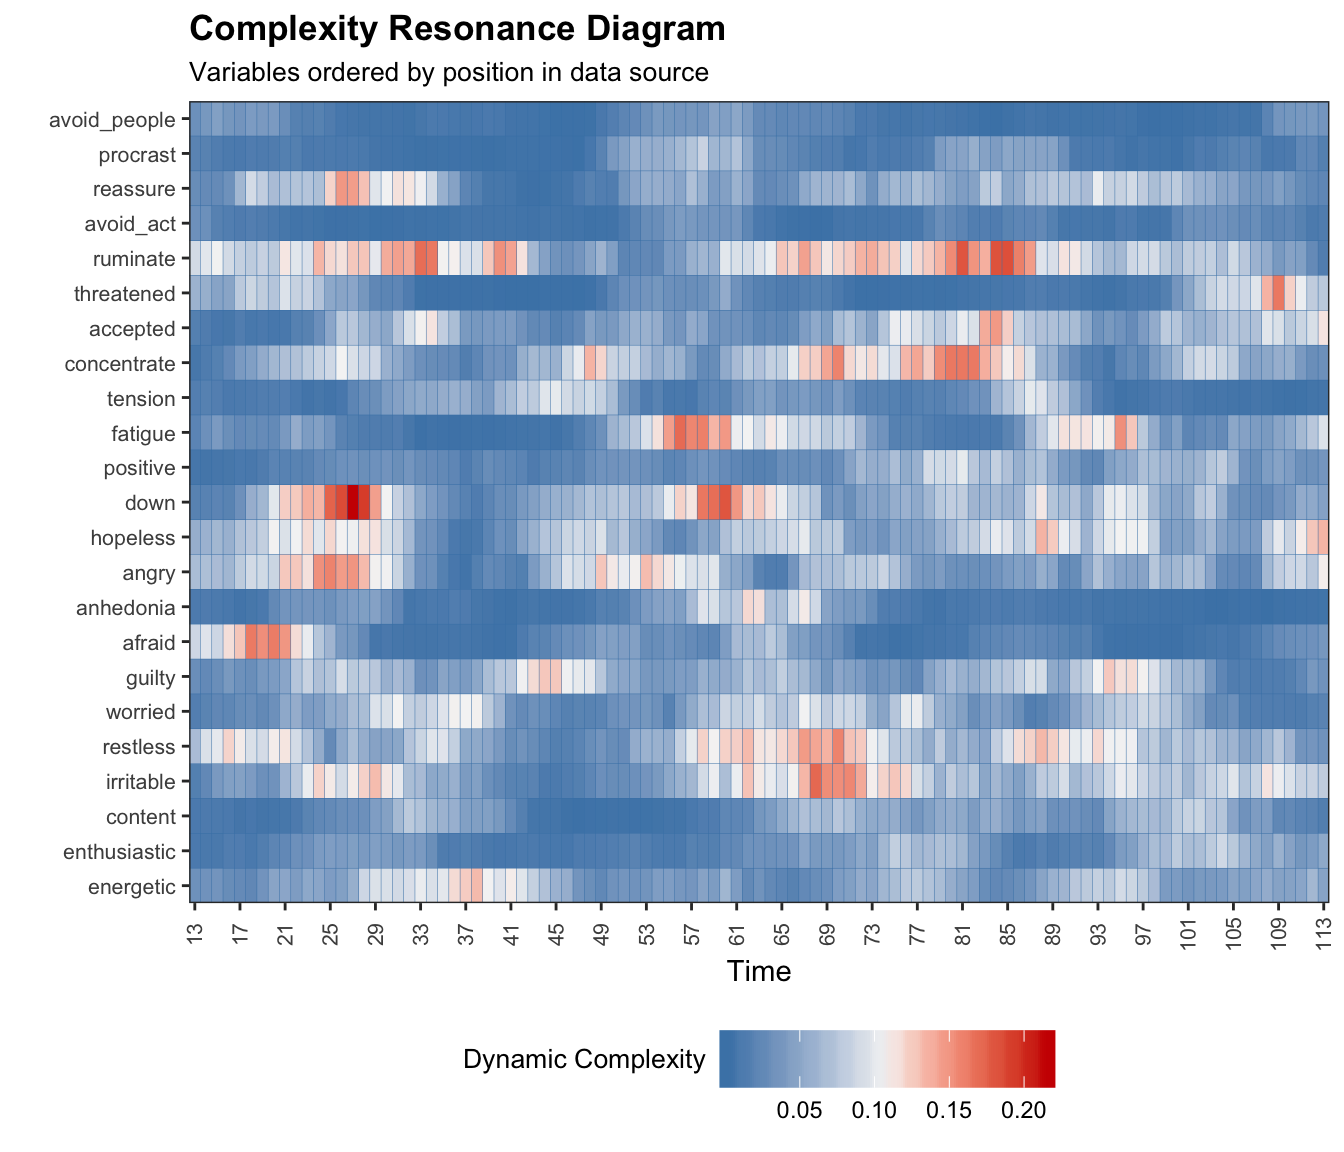 Complexity Resonance Diagram
Variables ordered by position in data source
avoid_people
procrast
reassure
avoid_act
ruminate
threatened
accepted
concentrate
tension
fatigue
positive
down
hopeless
angry
anhedonia
afraid
guilty
worried
restless
irritable
content
enthusiastic
energetic
13 17 21 25 29 33 37 41 45 49 53 57 61 65 69 73 77 81 85 89 93 97 101 105 109 113
Time
Dynamic Complexity
0.05 0.10 0.15 0.20